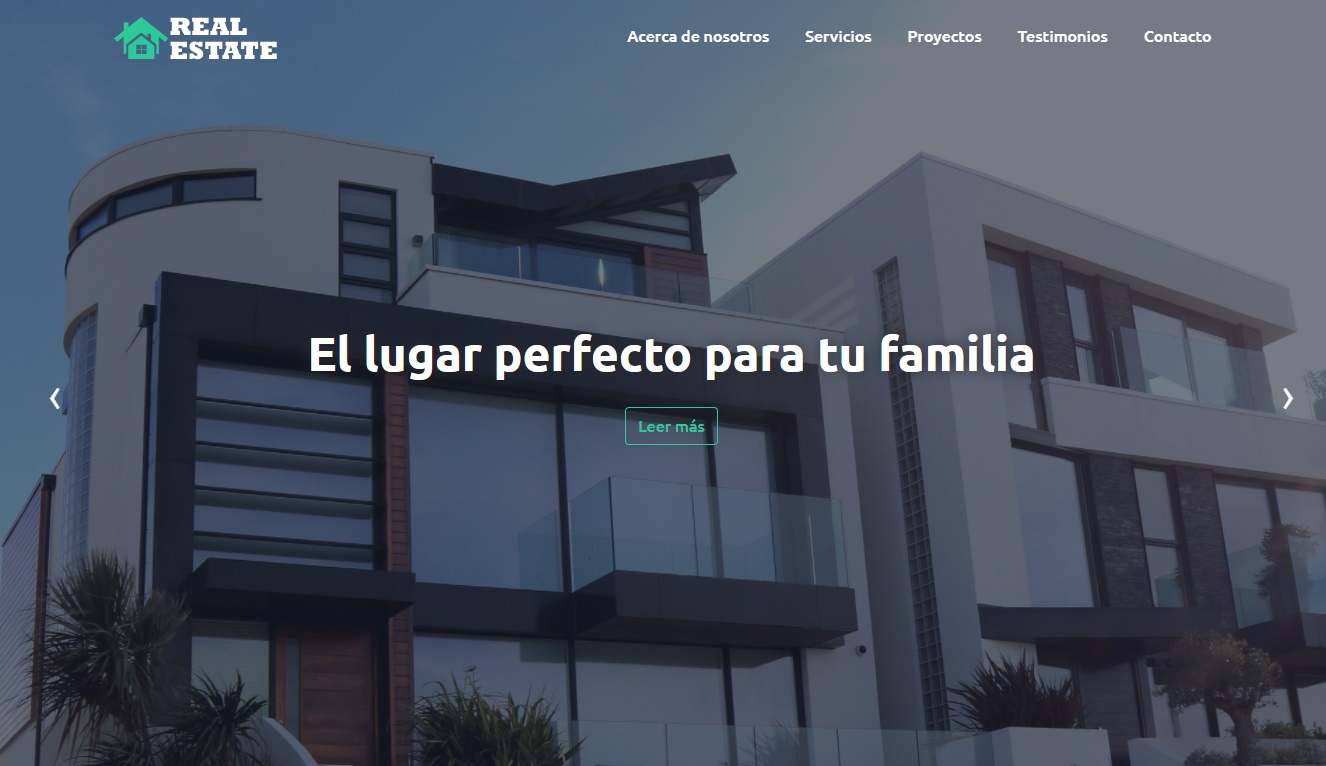 REAL
ESTATE
Acerca de nosotros Servicios Proyectos Testimonios Contacto
El lugar perfecto para tu familia
Leer más